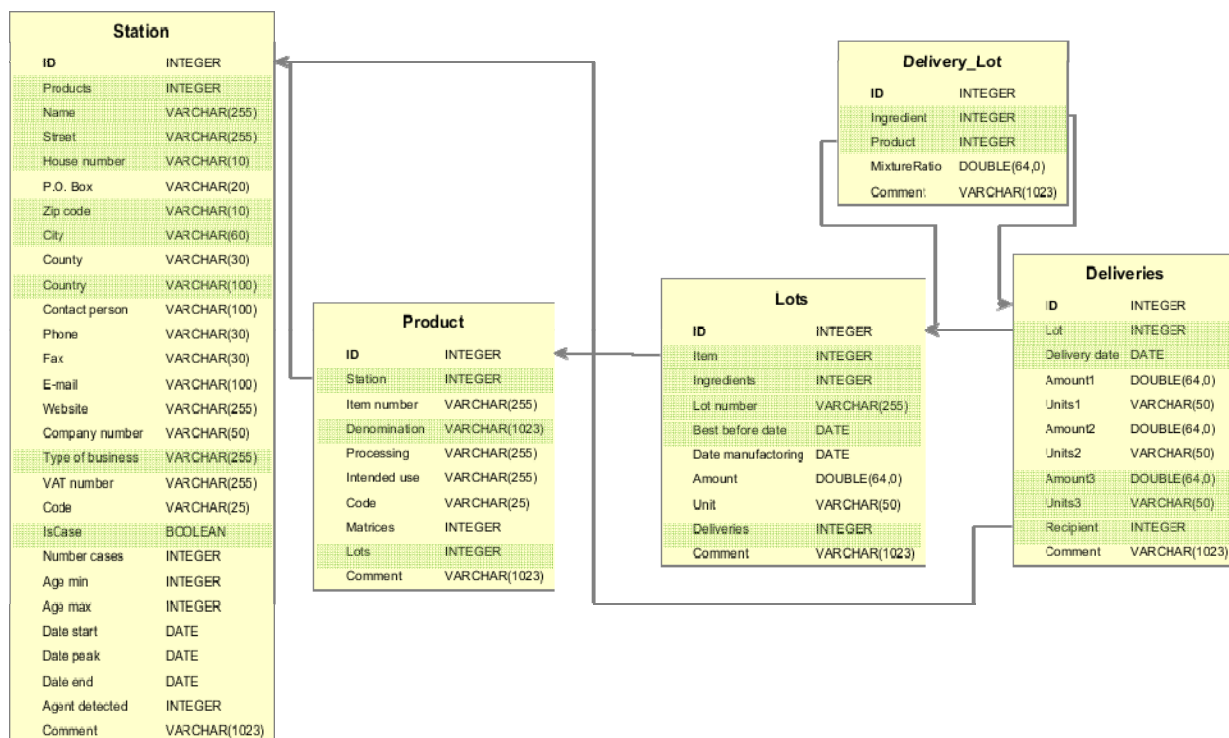 Station
ID INTEGER
Products INTEGER
Name VARCHAR(255)
Street VARCHAR(255)
House number VARCHAR(10)
P.O. Box VARCHAR(20)
Zip code VARCHAR(10)
City VARCHAR(60)
County VARCHAR(30)
Country VARCHAR(100)
Contact person VARCHAR(100)
Phone VARCHAR(30)
Fax VARCHAR(30)
E-mail VARCHAR(100)
Website VARCHAR(255)
Company number VARCHAR(50)
Type of business VARCHAR(255)
VAT number VARCHAR(255)
Code VARCHAR(25)
IsCase BOOLEAN
Number cases INTEGER
Age min INTEGER
Age max INTEGER
Date start DATE
Date peak DATE
Date end DATE
Agent detected INTEGER
Comment VARCHAR(1023)
Product
ID INTEGER
Station INTEGER
Item number VARCHAR(255)
Denomination VARCHAR(1023)
Processing VARCHAR(255)
Intended use VARCHAR(255)
Code VARCHAR(25)
Matrices INTEGER
Lots INTEGER
Comment VARCHAR(1023)
Lots
ID INTEGER
Item INTEGER
Ingredients INTEGER
Lot number VARCHAR(255)
Best before date DATE
Date manufactoring DATE
Amount DOUBLE(64,0)
Unit VARCHAR(50)
Deliveries INTEGER
Comment VARCHAR(1023)
Delivery_Lot
ID INTEGER
Ingredient INTEGER
Product INTEGER
MixtureRatio DOUBLE(64,0)
Comment VARCHAR(1023)
Deliveries
ID INTEGER
Lot INTEGER
Delivery date DATE
Amount1 DOUBLE(64,0)
Units1 VARCHAR(50)
Amount2 DOUBLE(64,0)
Units2 VARCHAR(50)
Amount3 DOUBLE(64,0)
Units3 VARCHAR(50)
Recipient INTEGER
Comment VARCHAR(1023)